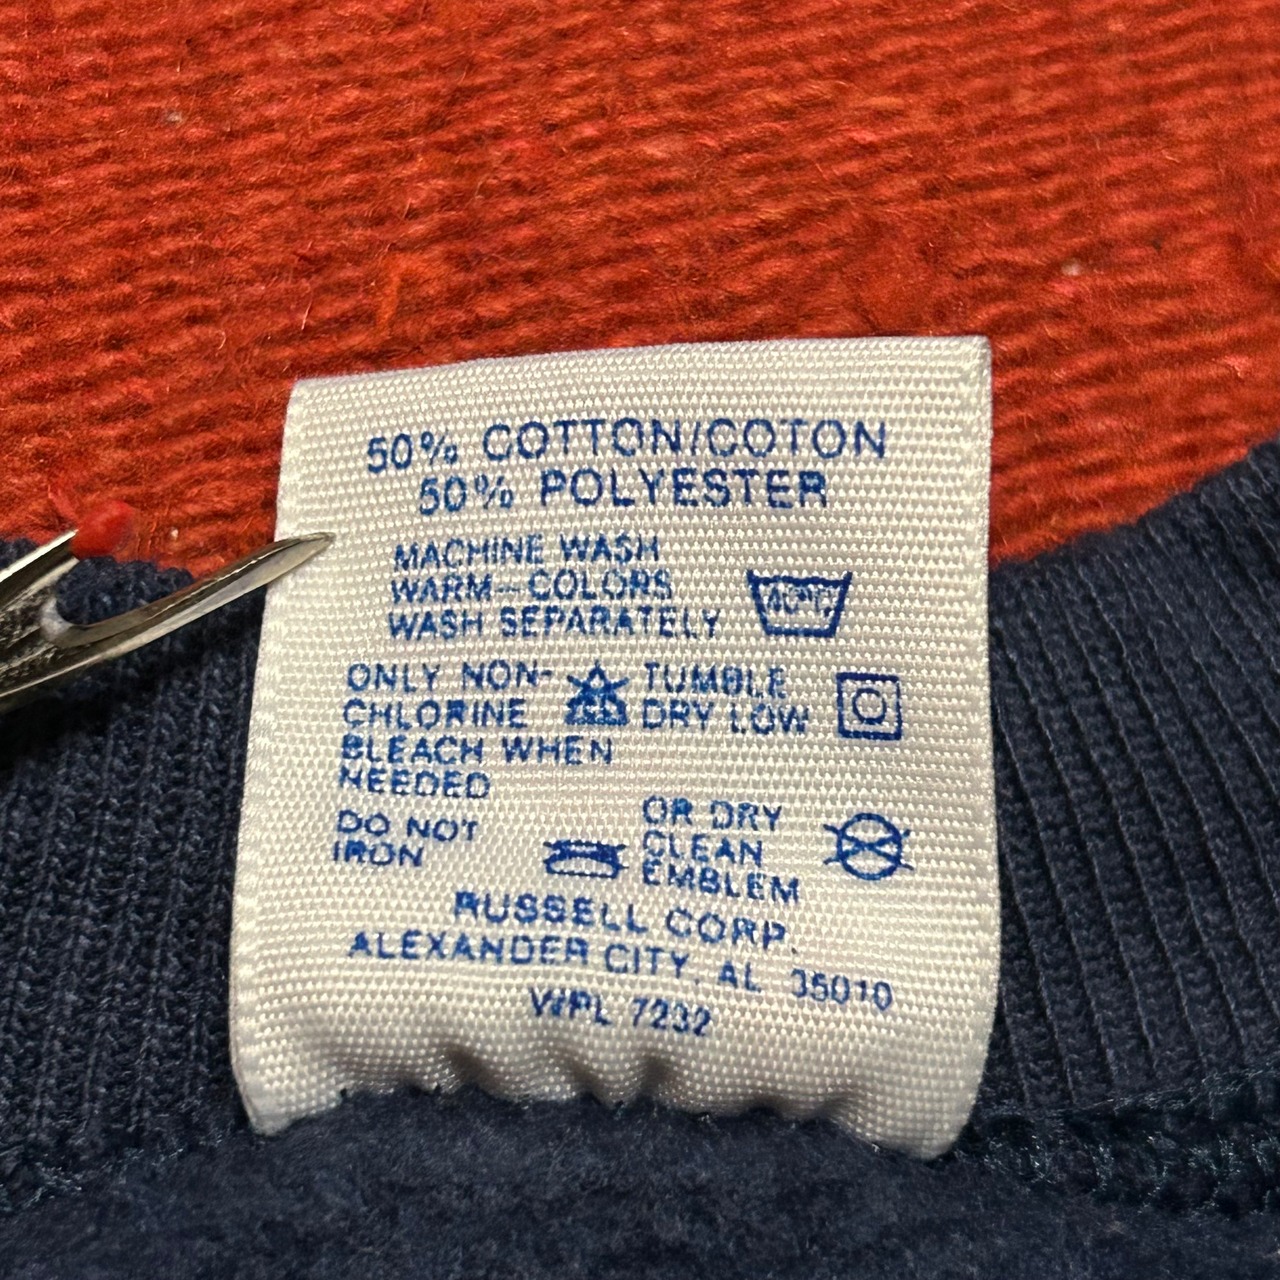 50% COTTON/COTON
50% POLYESTER
MACHINE WASH
WARM-COLORS
WASH SEPARATELY
40°C
ONLY NON-
CHLORINE
BLEACH WHEN
NEEDED
TUMBLE
DRY LOW
DO NOT
IRON
OR DRY
CLEAN
EMBLEM
RUSSELL CORP.
ALEXANDER CITY, AL 35010
WPL 7232